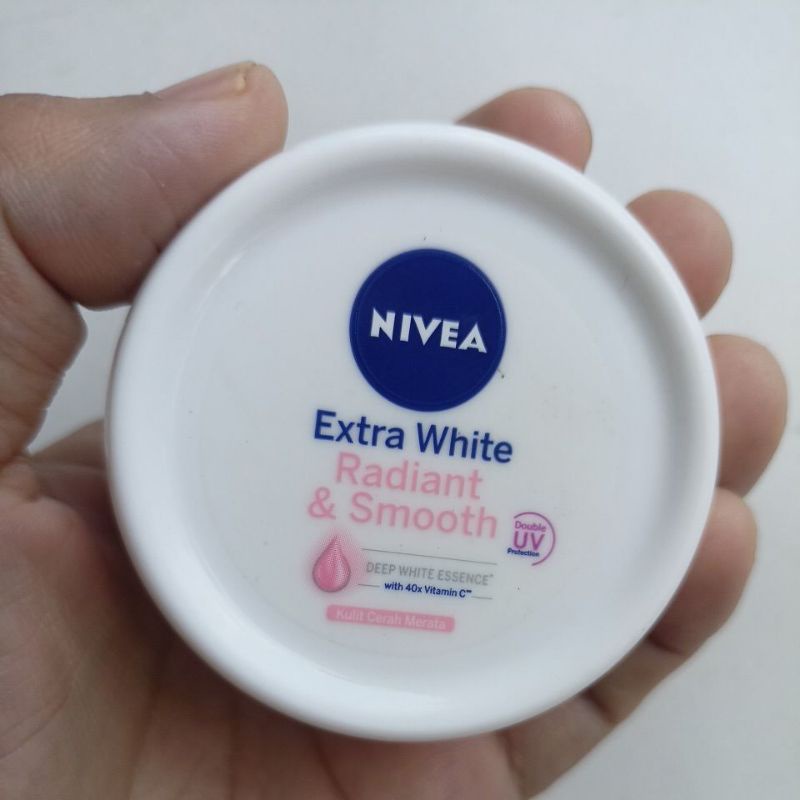 NIVEA
Extra White
Radiant
& Smooth
Double
UV
Protection
DEEP WHITE ESSENCE*
with 40x Vitamin C**
Kulit Cerah Merata